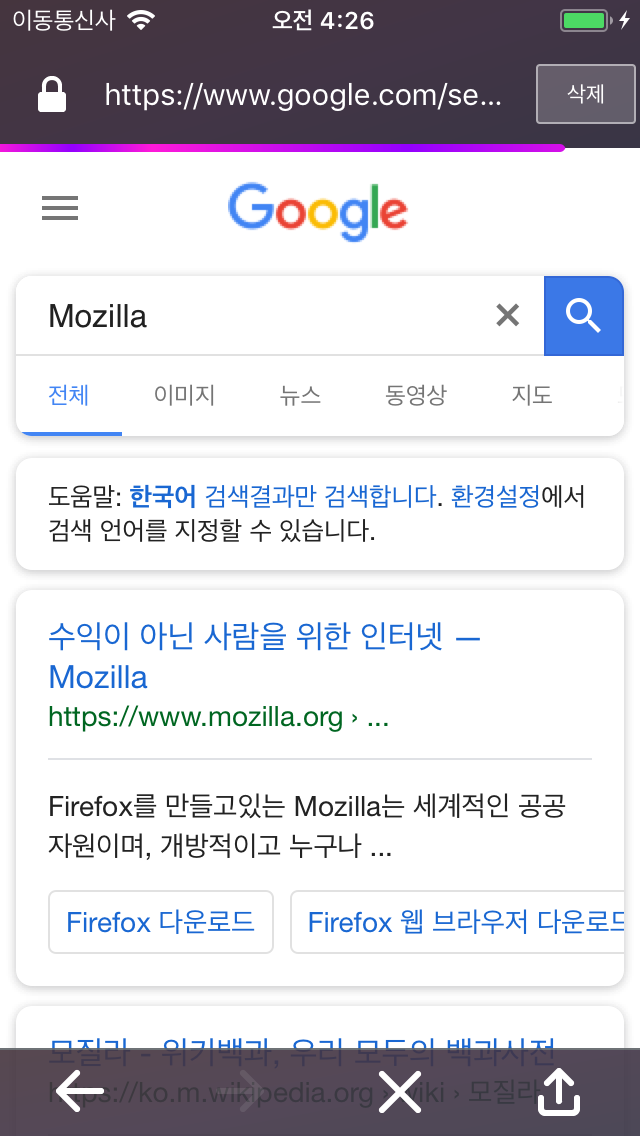 이동통신사 오전 4:26
https://www.google.com/se... 삭제
Google
Mozilla
전체 이미지 뉴스 동영상 지도
도움말: 한국어 검색결과만 검색합니다. 환경설정에서
검색 언어를 지정할 수 있습니다.
수익이 아닌 사람을 위한 인터넷 —
Mozilla
https://www.mozilla.org › ...
Firefox를 만들고있는 Mozilla는 세계적인 공공
자원이며, 개방적이고 누구나 ...
Firefox 다운로드 Firefox 웹 브라우저 다운로드
모질라 - 위키백과, 우리 모두의 백과사전
https://ko.m.wikipedia.org › wiki › 모질라